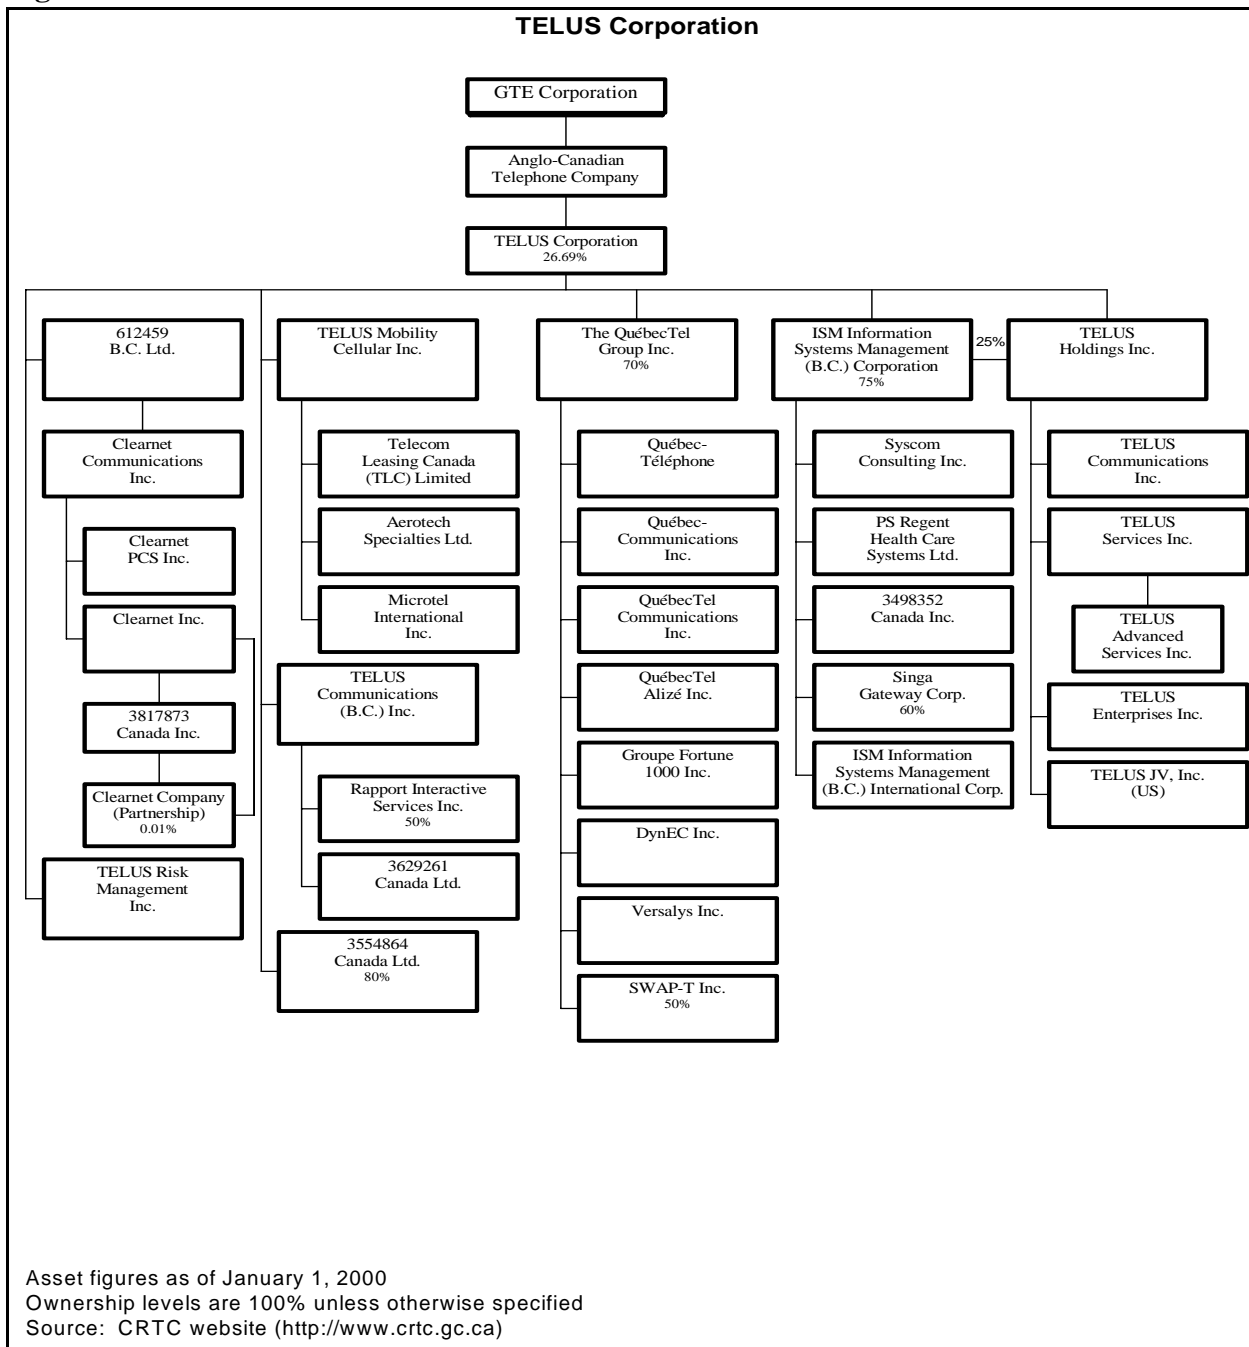 TELUS Corporation
GTE Corporation
Anglo-Canadian
Telephone Company
TELUS Corporation
26.69%
612459
B.C. Ltd.
TELUS Mobility
Cellular Inc.
The QuébecTel
Group Inc.
70%
ISM Information
Systems Management
(B.C.) Corporation
75%
25%
TELUS
Holdings Inc.
Clearnet
Communications
Inc.
Clearnet
PCS Inc.
Clearnet Inc.
3817873
Canada Inc.
Clearnet Company
(Partnership)
0.01%
TELUS Risk
Management
Inc.
Telecom
Leasing Canada
(TLC) Limited
Aerotech
Specialties Ltd.
Microtel
International
Inc.
TELUS
Communications
(B.C.) Inc.
Rapport Interactive
Services Inc.
50%
3629261
Canada Ltd.
3554864
Canada Ltd.
80%
Québec-
Téléphone
Québec-
Communications
Inc.
QuébecTel
Communications
Inc.
QuébecTel
Alizé Inc.
Groupe Fortune
1000 Inc.
DynEC Inc.
Versalys Inc.
SWAP-T Inc.
50%
Syscom
Consulting Inc.
PS Regent
Health Care
Systems Ltd.
3498352
Canada Inc.
Singa
Gateway Corp.
60%
ISM Information
Systems Management
(B.C.) International Corp.
TELUS
Communications
Inc.
TELUS
Services Inc.
TELUS
Advanced
Services Inc.
TELUS
Enterprises Inc.
TELUS JV, Inc.
(US)
Asset figures as of January 1, 2000
Ownership levels are 100% unless otherwise specified
Source: CRTC website (http://www.crtc.gc.ca)